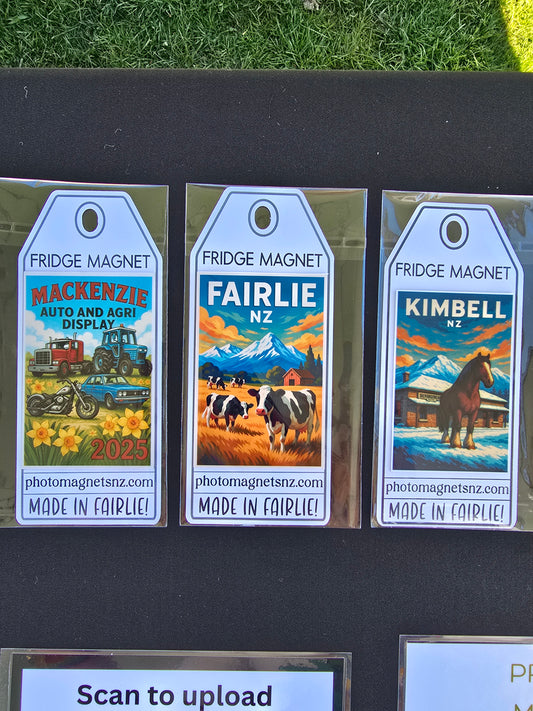 FRIDGE MAGNET
MACKENZIE
AUTO AND AGRI
DISPLAY
2025
photomagnetsnz.com
MADE IN FAIRLIE!
FRIDGE MAGNET
FAIRLIE
NZ
photomagnetsnz.com
MADE IN FAIRLIE!
FRIDGE MAGNET
KIMBELL
NZ
photomagnetsnz.com
MADE IN FAIRLIE!
Scan to upload